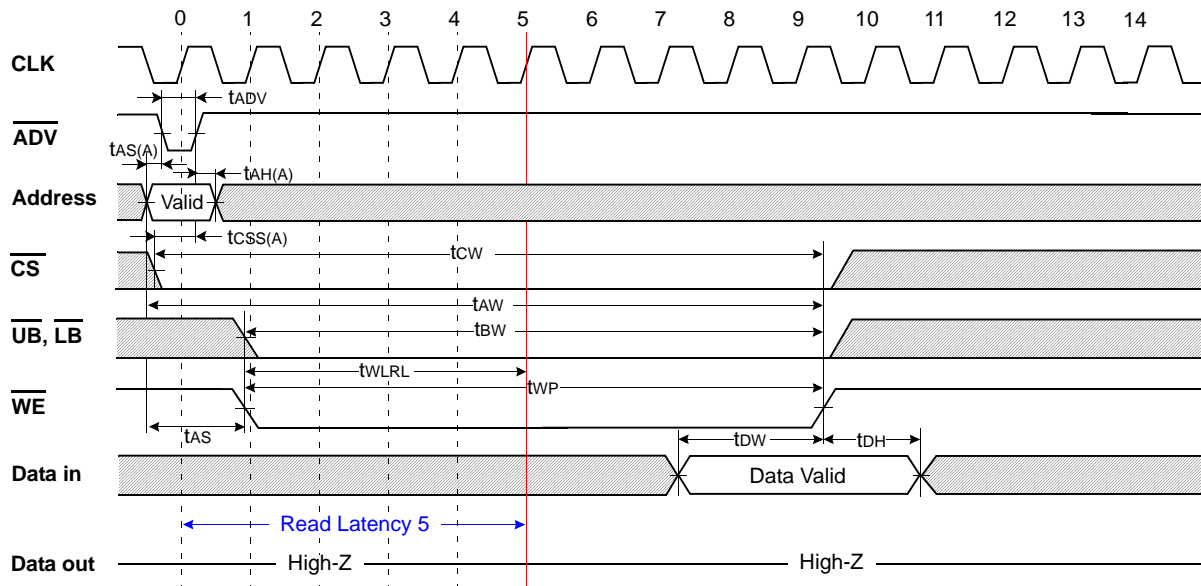 0 1 2 3 4 5 6 7 8 9 10 11 12 13 14
CLK
tADV
ADV
tAS(A)
tAH(A)
Address
Valid
tCSS(A)
CS
tCW
tAW
UB, LB
tBW
tWLRL
tWP
WE
tAS
tDW
tDH
Data in
Data Valid
Read Latency 5
Data out
High-Z
High-Z